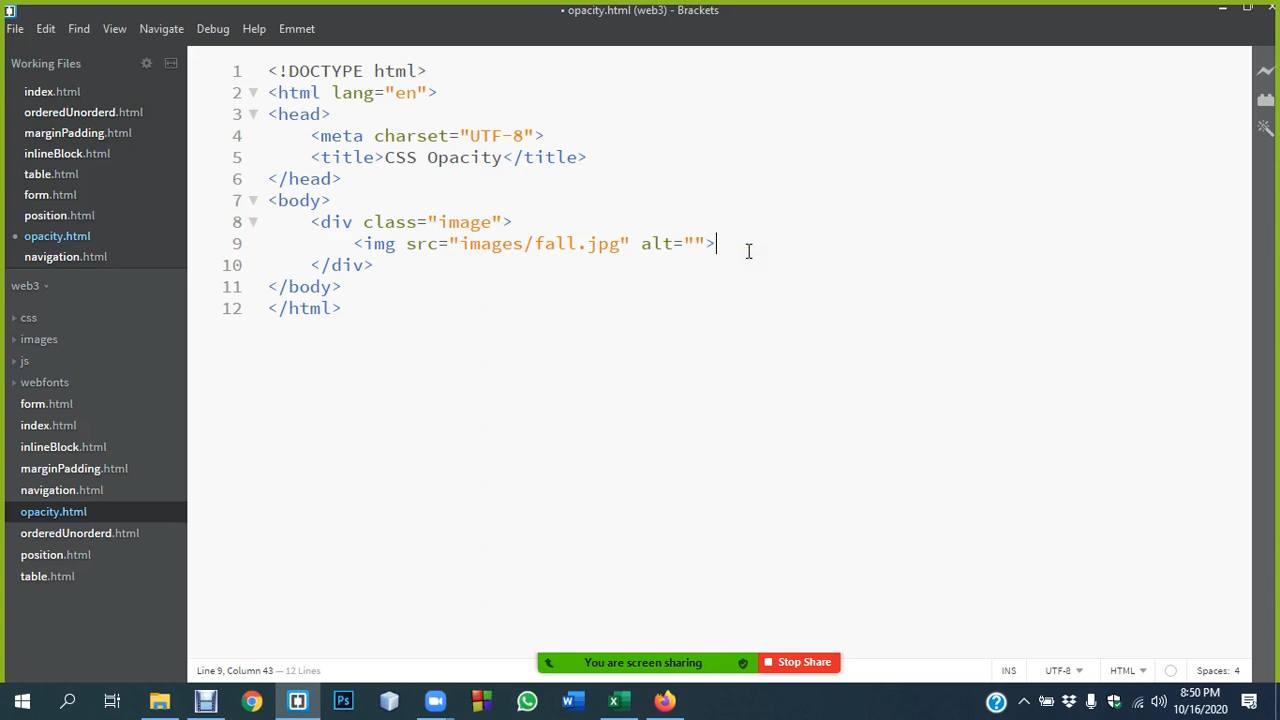 • opacity.html (web3) - Brackets
File Edit Find View Navigate Debug Help Emmet
Working Files
index.html
orderedUnorderd.html
marginPadding.html
inlineBlock.html
table.html
form.html
position.html
• opacity.html
navigation.html
web3
css
images
js
webfonts
form.html
index.html
inlineBlock.html
marginPadding.html
navigation.html
opacity.html
orderedUnorderd.html
position.html
table.html
1 <!DOCTYPE html>
2 <html lang="en">
3 <head>
4 <meta charset="UTF-8">
5 <title>CSS Opacity</title>
6 </head>
7 <body>
8 <div class="image">
9 <img src="images/fall.jpg" alt="">
10 </div>
11 </body>
12 </html>
You are screen sharing Stop Share
Line 9, Column 43 — 12 Lines INS UTF-8 HTML Spaces: 4
8:50 PM
10/16/2020